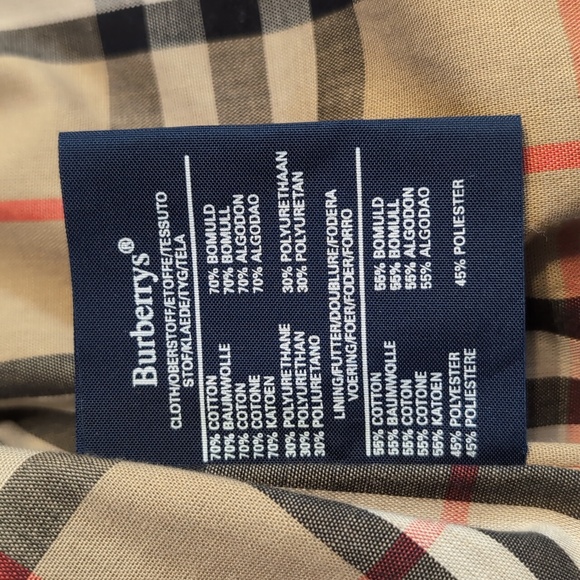 Burberrys®
CLOTH/OBERSTOFF/ETOFFE/TESSUTO
STOF/KLAEDE/TYG/TELA
70% COTTON 70% BOMULD
70% BAUMWOLLE 70% BOMULL
70% COTON 70% ALGODON
70% COTONE 70% ALGODAO
70% KATOEN
30% POLYURETHANE 30% POLYURETHAAN
30% POLYURETHAN 30% POLYURETAN
30% POLIURETANO
LINING/FUTTER/DOUBLURE/FODERA
VOERING/FOER/FODER/FORRO
55% COTTON 55% BOMULD
55% BAUMWOLLE 55% BOMULL
55% COTON 55% ALGODON
55% COTONE 55% ALGODAO
55% KATOEN
45% POLYESTER 45% POLIESTER
45% POLIESTERE